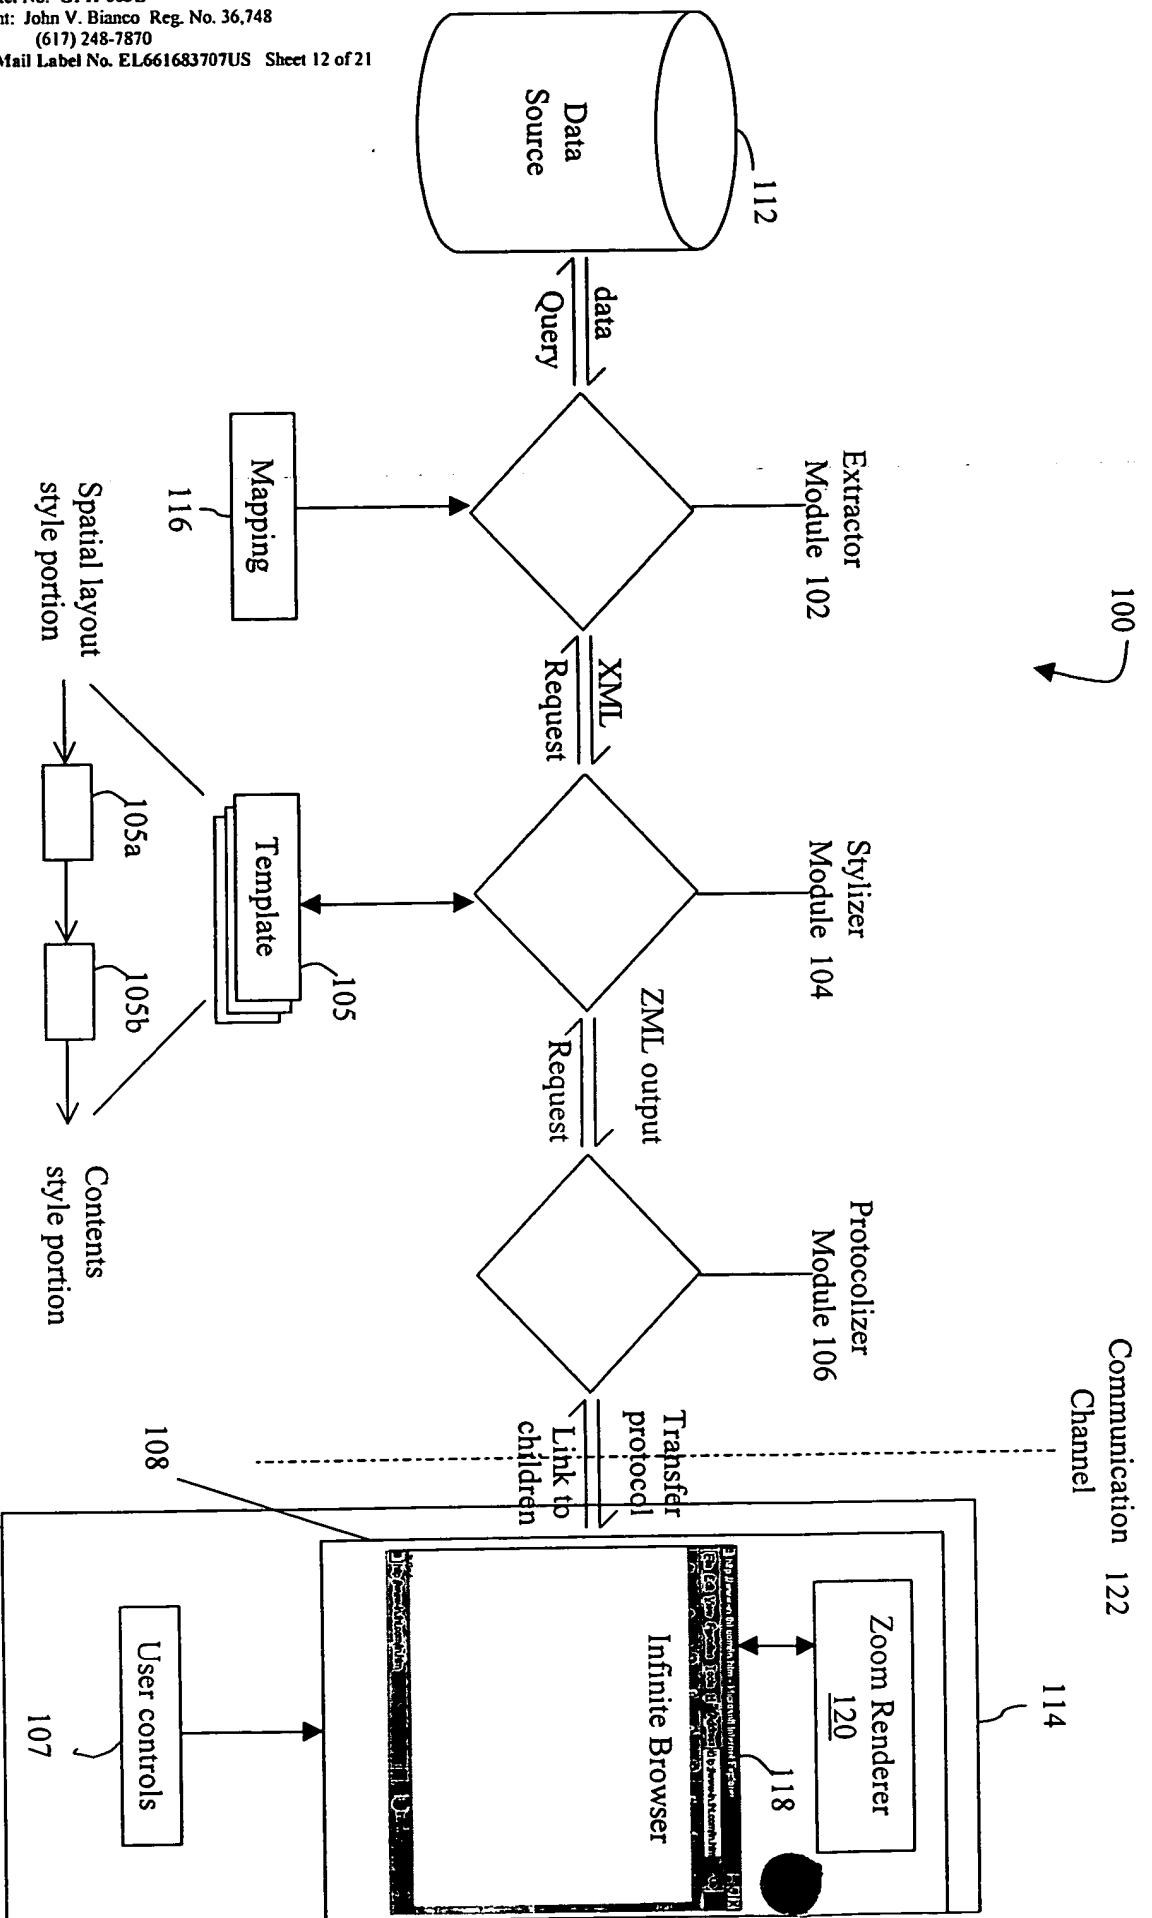 nt: John V. Bianco Reg. No. 36,748
(617) 248-7870
Mail Label No. EL661683707US Sheet 12 of 21
100
Data
Source
112
data
Query
Extractor
Module 102
Mapping
116
XML
Request
Stylizer
Module 104
Template
105
Spatial layout
style portion
105a
105b
Contents
style portion
ZML output
Request
Protocolizer
Module 106
Communication 122
Channel
Transfer
protocol
Link to
children
108
114
Zoom Renderer
120
118
Infinite Browser
User controls
107